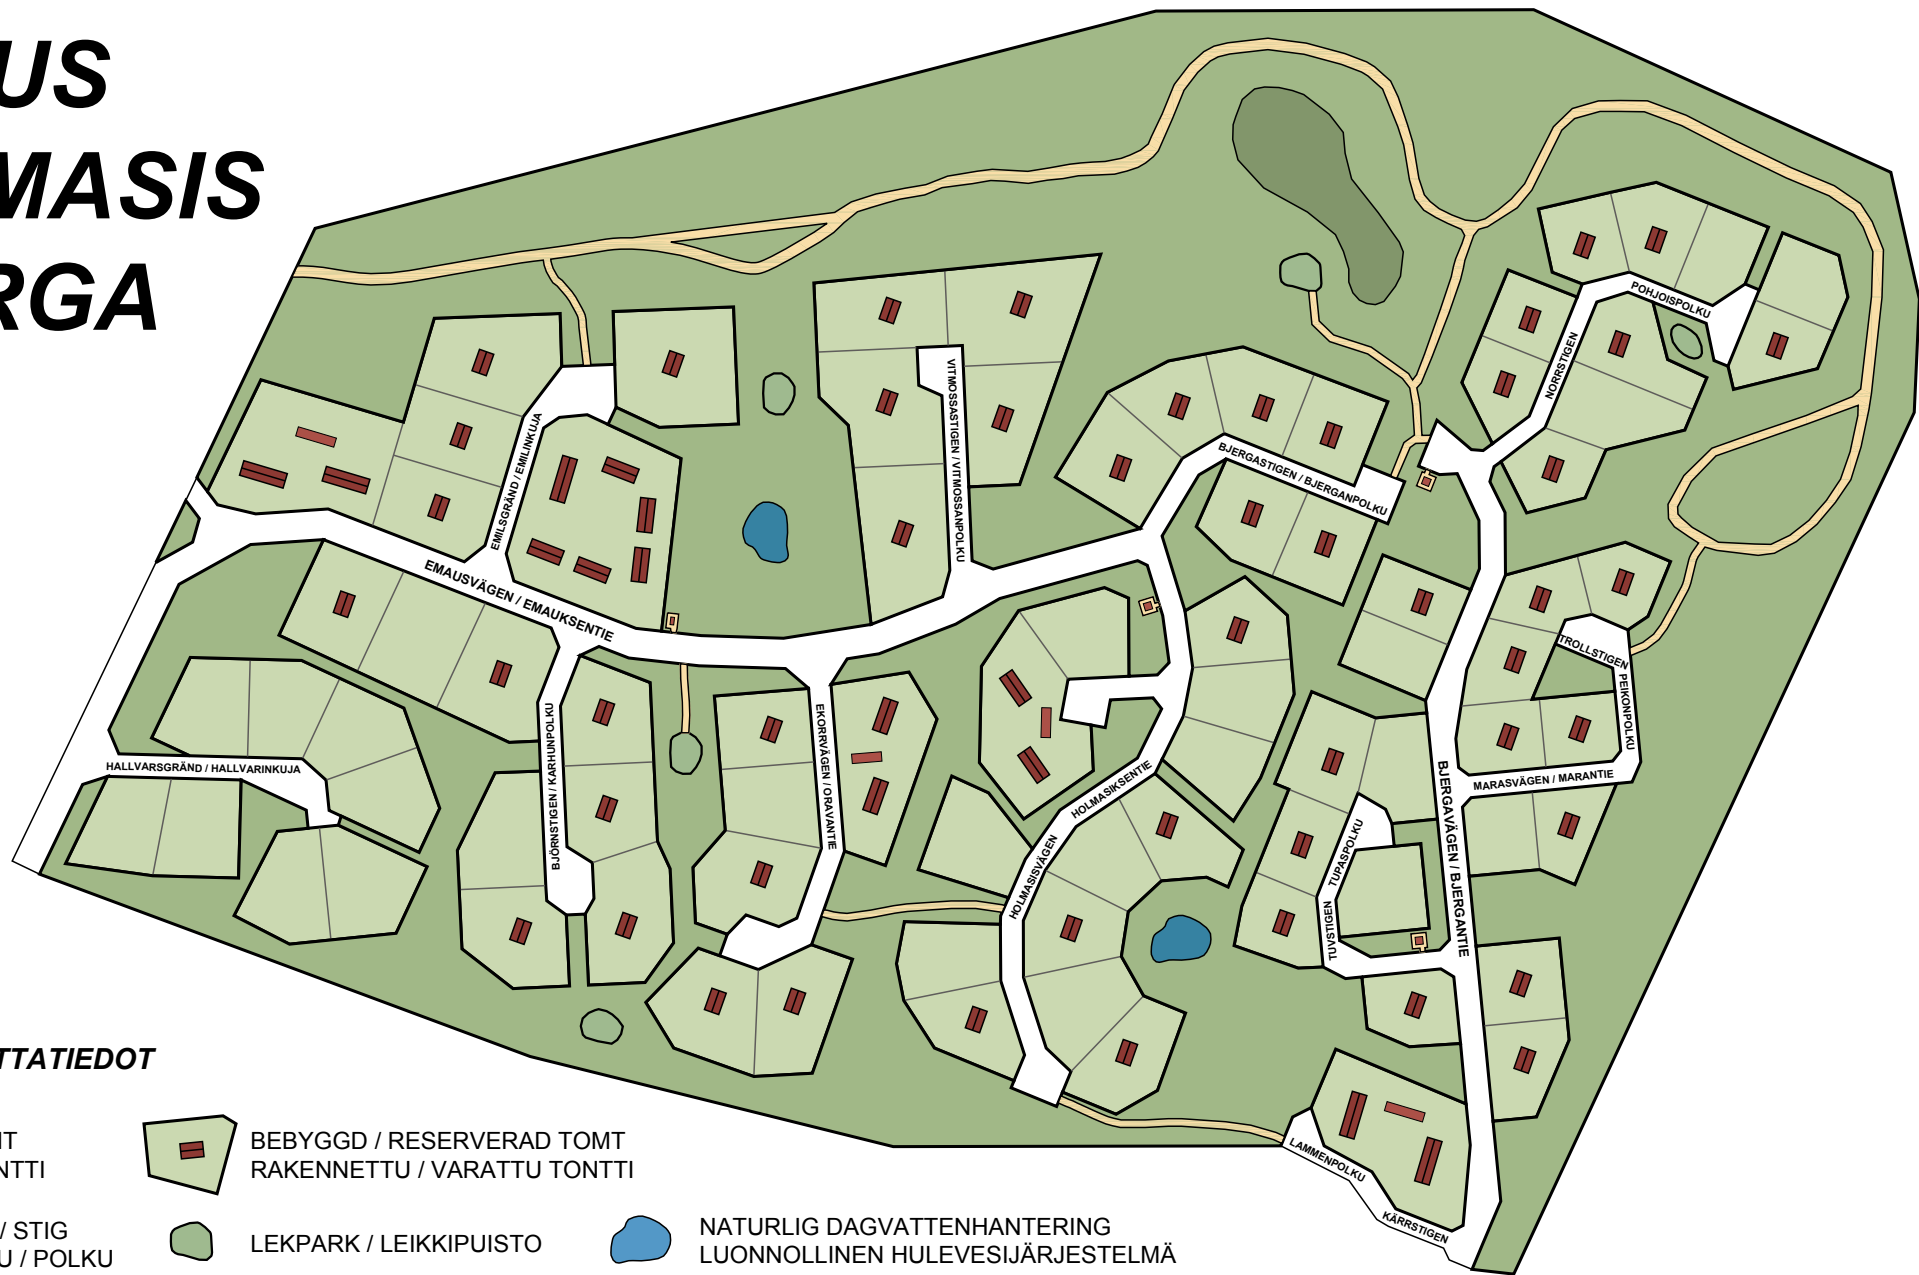 US
MASIS
RGA
POHJOISPOLKU
NORRSTIGEN
VITMOSSASTIGEN / VITMOSSANPOLKU
BJERGASTIGEN / BJERGANPOLKU
EMILSGRÄND / EMILINKUJA
EMAUSVÄGEN / EMAUKSENTIE
TROLLSTIGEN
PEIKONPOLKU
HALLVARSGRÄND / HALLVARINKUJA
BJÖRNSTIGEN / KARHUNPOLKU
EKORRVÄGEN / ORAVANTIE
HOLMASIKSENTIE
HOLMASISVÄGEN
MARASVÄGEN / MARANTIE
BJERGAVÄGEN / BJERGANTIE
TUPASPOLKU
TUVSTIGEN
LAMMENPOLKU
KÄRRSTIGEN
TTATIEDOT
MT
NTTI
BEBYGGD / RESERVERAD TOMT
RAKENNETTU / VARATTU TONTTI
/ STIG
U / POLKU
LEKPARK / LEIKKIPUISTO
NATURLIG DAGVATTENHANTERING
LUONNOLLINEN HULEVESIJÄRJESTELMÄ